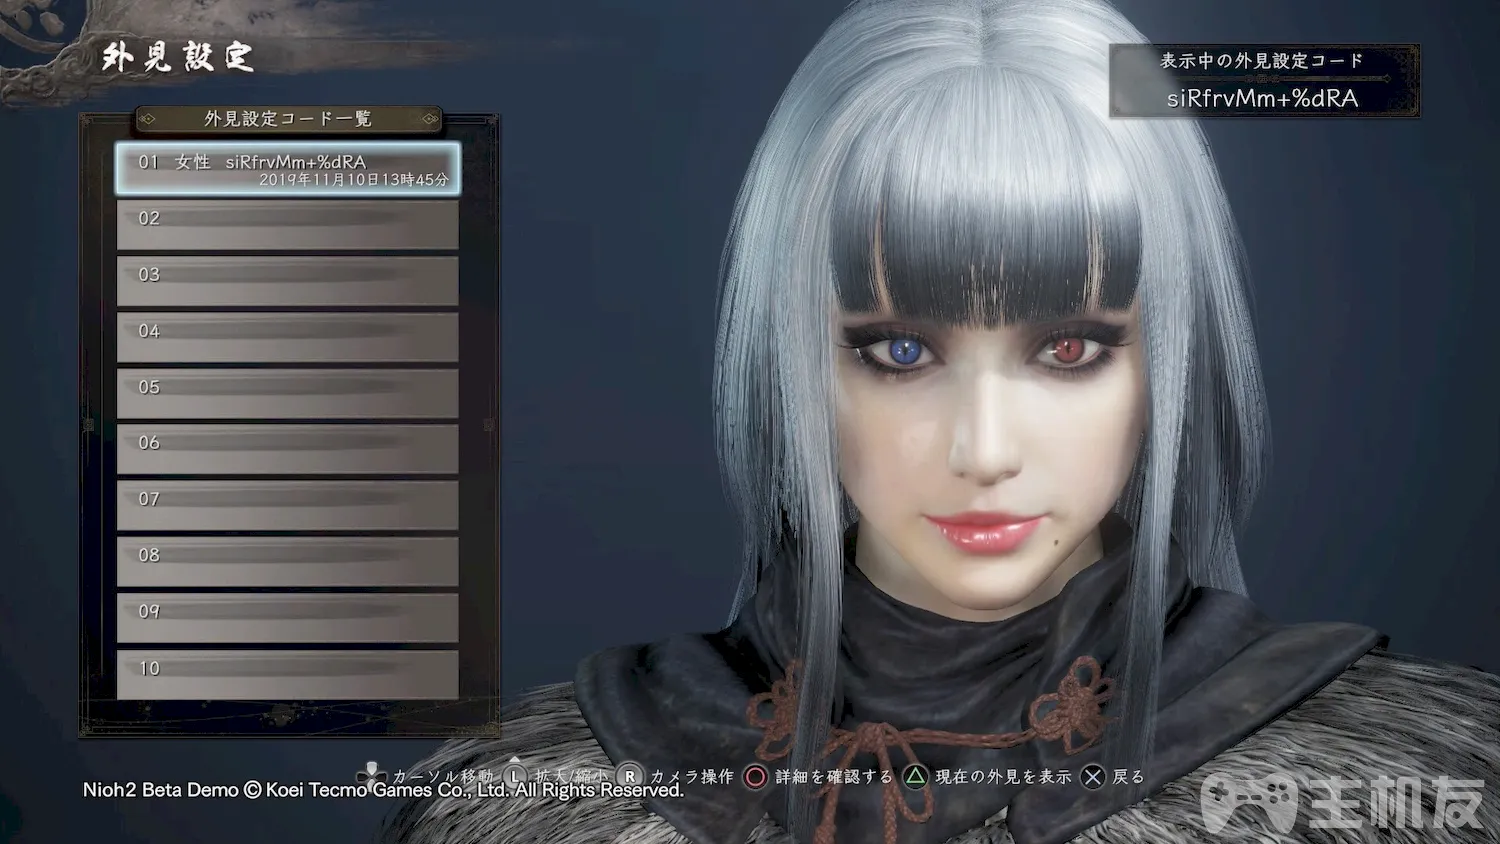 外見設定
外見設定コード一覧
01 女性 siRfrvMm+%dRA
2019年11月10日13時45分
02
03
04
05
06
07
08
09
10
表示中の外見設定コード
siRfrvMm+%dRA
カーソル移動 L 拡大/縮小 R カメラ操作 詳細を確認する 現在の外見を表示 戻る
Nioh2 Beta Demo © Koei Tecmo Games Co., Ltd. All Rights Reserved.
主机友